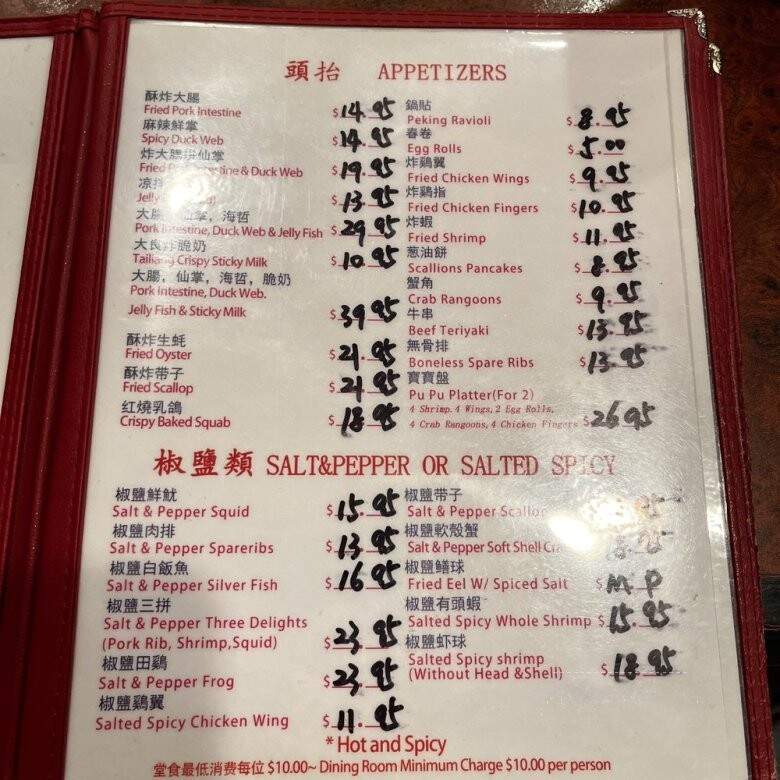 頭抬 APPETIZERS
酥炸大腸
Fried Pork Intestine $14.95
麻辣鮮掌
Spicy Duck Web $14.95
炸大腸拼仙掌
Fried & Duck Web $19.95
凉拌
Jelly $13.95
大腸，仙掌，海哲
Pork Intestine, Duck Web & Jelly Fish $29.95
大良炸脆奶
Tailiang Crispy Sticky Milk $10.95
大腸，仙掌，海哲，脆奶
Pork Intestine, Duck Web.
Jelly Fish & Sticky Milk $39.95
酥炸生蚝
Fried Oyster $21.95
酥炸带子
Fried Scallop $21.95
红燒乳鴿
Crispy Baked Squab $18.95
鍋貼
Peking Ravioli $8.95
春卷
Egg Rolls $5.00
炸鷄翼
Fried Chicken Wings $9.95
炸鷄指
Fried Chicken Fingers $10.95
炸蝦
Fried Shrimp $11.95
葱油餅
Scallions Pancakes $8.95
蟹角
Crab Rangoons $9.95
牛串
Beef Teriyaki $13.95
無骨排
Boneless Spare Ribs $13.95
寶寶盤
Pu Pu Platter(For 2)
4 Shrimp.4 Wings,2 Egg Rolls,
4 Crab Rangoons,4 Chicken Fingers $26.95
椒鹽類 SALT&PEPPER OR SALTED SPICY
椒鹽鮮魷
Salt & Pepper Squid $15.95
椒鹽肉排
Salt & Pepper Spareribs $13.95
椒鹽白飯魚
Salt & Pepper Silver Fish $16.95
椒鹽三拼
Salt & Pepper Three Delights
(Pork Rib, Shrimp,Squid) $23.95
椒鹽田鷄
Salt & Pepper Frog $23.95
椒鹽鷄翼
Salted Spicy Chicken Wing $11.95
椒鹽带子
Salt & Pepper Scallop
椒鹽軟殼蟹
Salt & Pepper Soft Shell
椒鹽鱔球
Fried Eel W/ Spiced Salt $M P
椒鹽有頭蝦
Salted Spicy Whole Shrimp $15.95
椒鹽虾球
Salted Spicy shrimp
(Without Head &Shell) $18.95
*Hot and Spicy
堂食最低消费每位 $10.00~ Dining Room Minimum Charge $10.00 per person